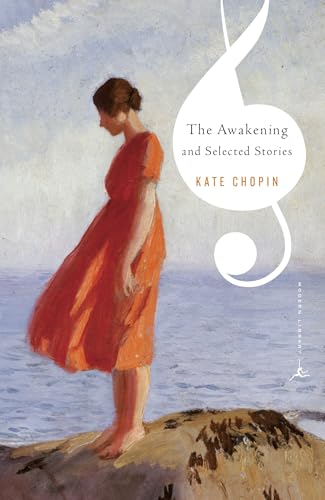 The Awakening
and Selected Stories
KATE CHOPIN
MODERN LIBRARY